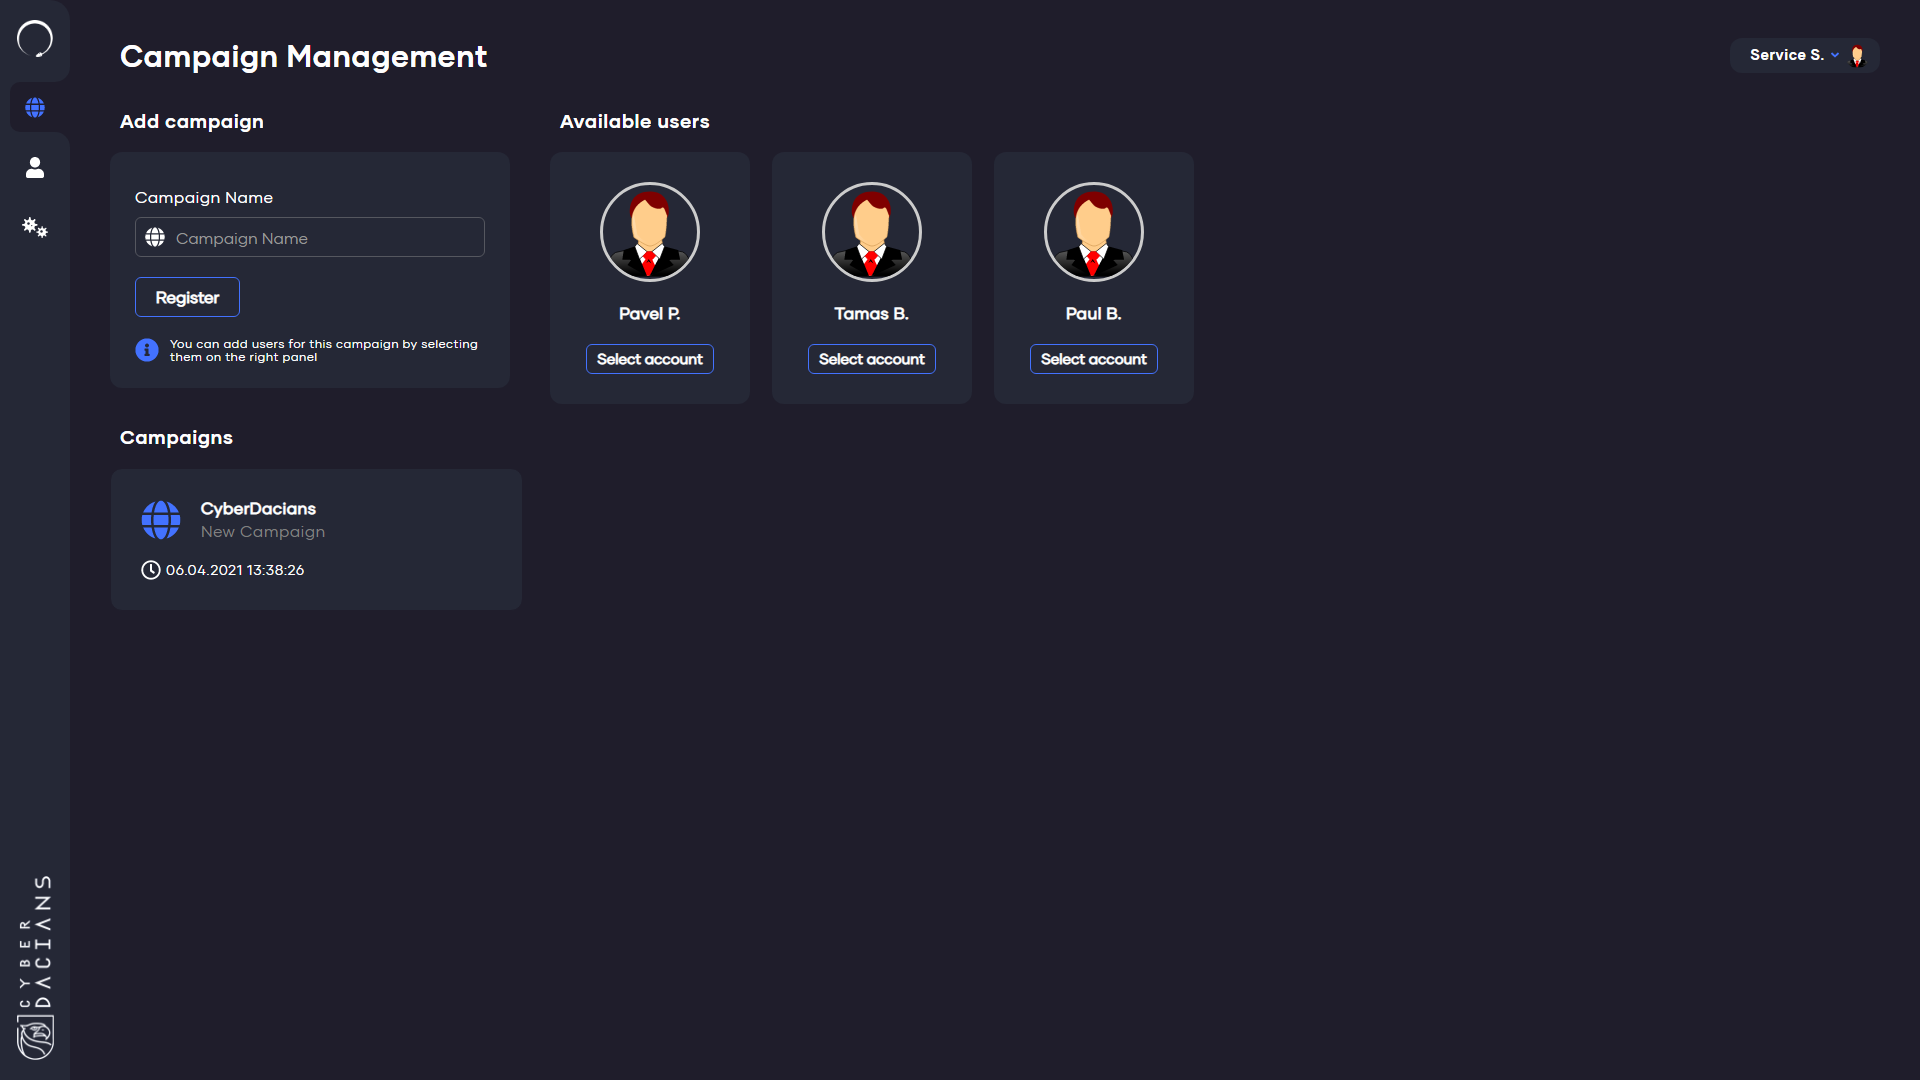 Campaign Management
Service S.
Add campaign
Campaign Name
Campaign Name
Register
You can add users for this campaign by selecting
them on the right panel
Available users
Pavel P.
Select account
Tamas B.
Select account
Paul B.
Select account
Campaigns
CyberDacians
New Campaign
06.04.2021 13:38:26
CYBER
DACIANS